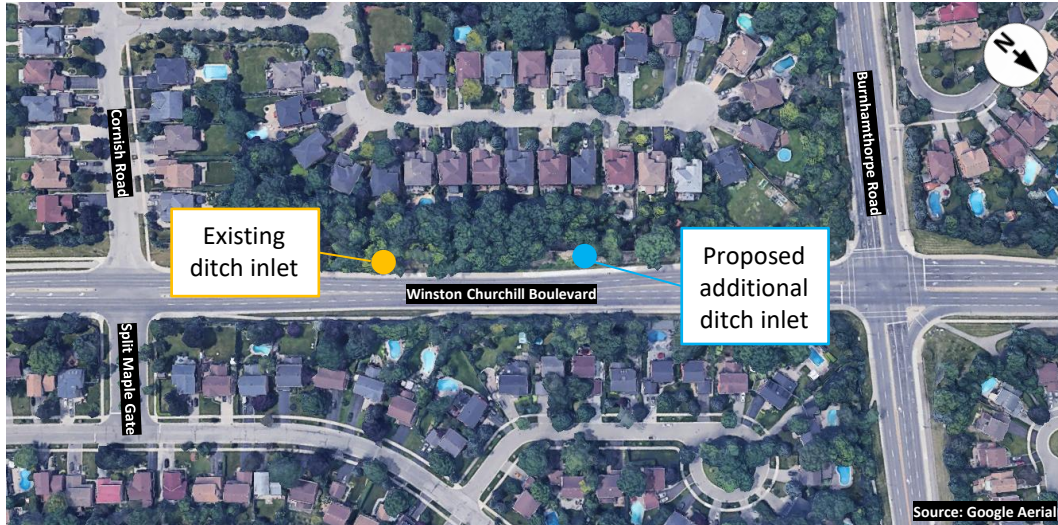 N
Cornish Road
Burnhamthorpe Road
Existing
ditch inlet
Proposed
additional
ditch inlet
Winston Churchill Boulevard
Split Maple
Gate
Source: Google Aerial